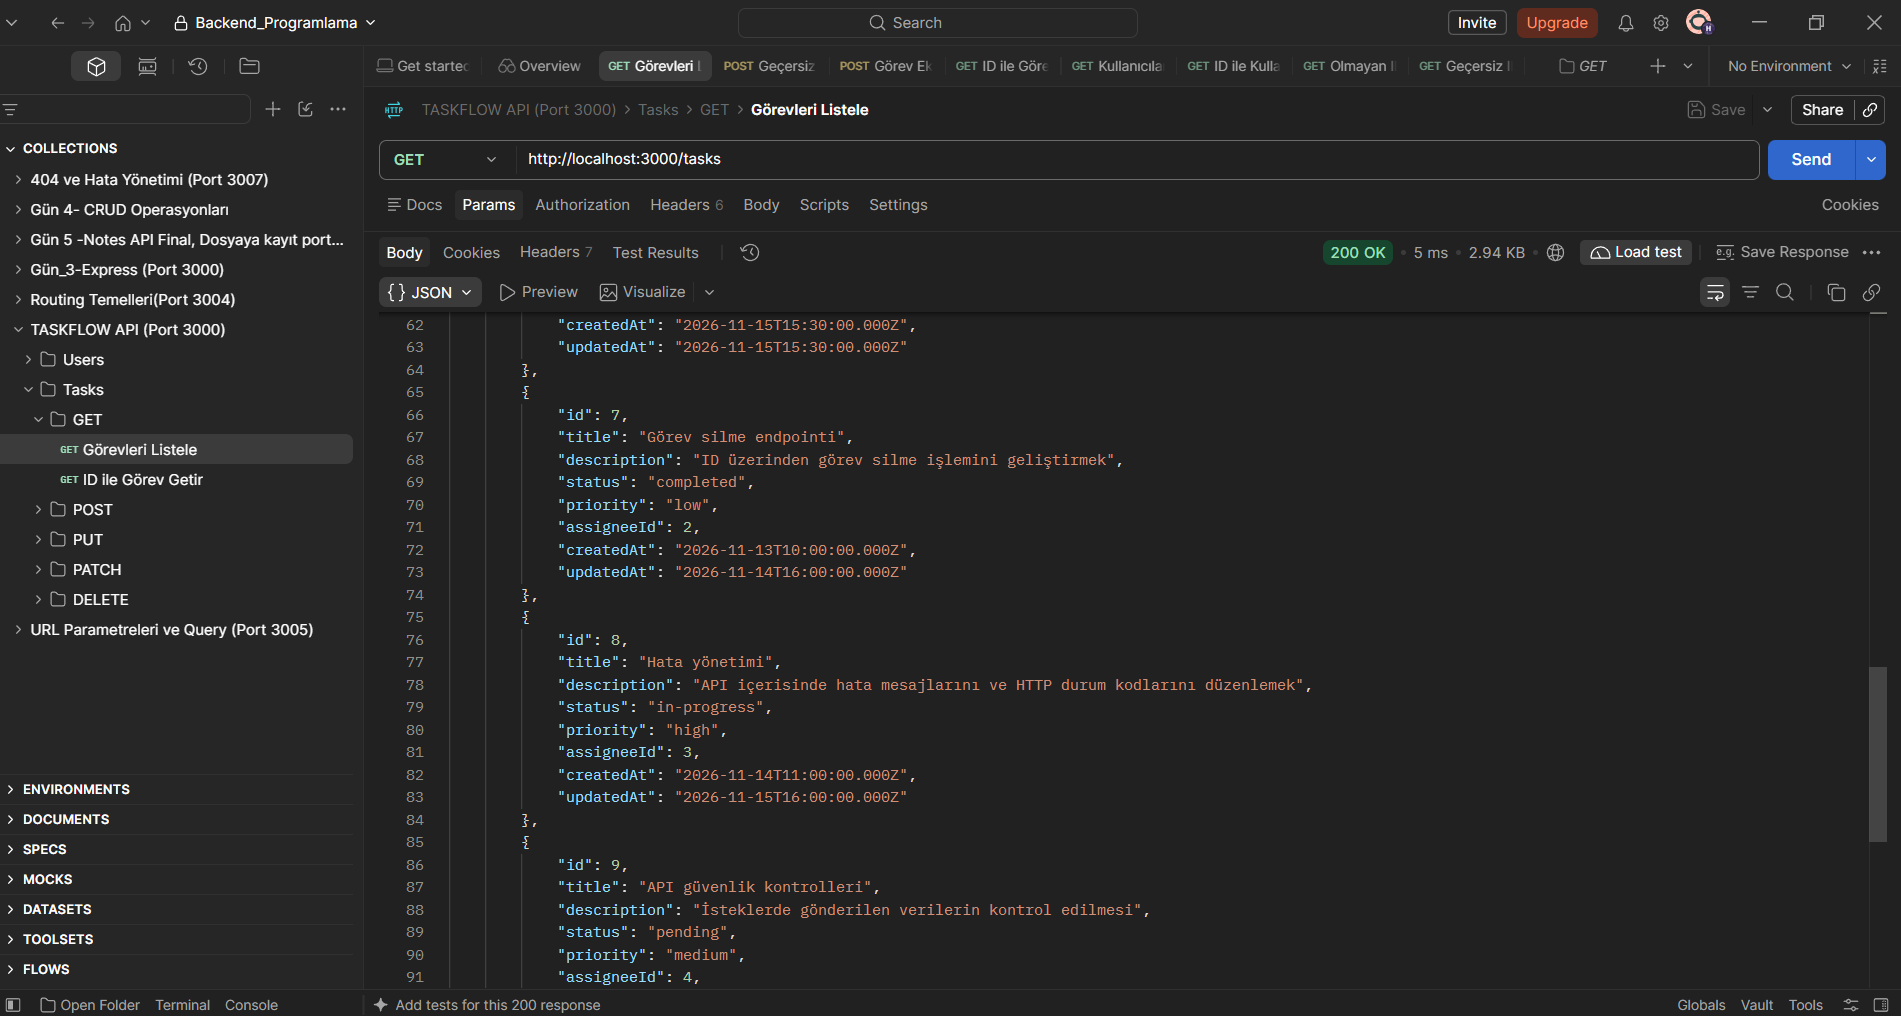 Backend_Programlama
Search
Invite
Upgrade
Get started
Overview
GET Görevleri L
POST Geçersiz
POST Görev Ek
GET ID ile Göre
GET Kullanıcıla
GET ID ile Kulla
GET Olmayan I
GET Geçersiz I
GET
No Environment
HTTP
TASKFLOW API (Port 3000) > Tasks > GET > Görevleri Listele
Save
Share
GET
http://localhost:3000/tasks
Send
Docs
Params
Authorization
Headers 6
Body
Scripts
Settings
Cookies
Body
Cookies
Headers 7
Test Results
200 OK
5 ms
2.94 KB
Load test
e.g. Save Response
{} JSON
Preview
Visualize
COLLECTIONS
404 ve Hata Yönetimi (Port 3007)
Gün 4- CRUD Operasyonları
Gün 5 -Notes API Final, Dosyaya kayıt port...
Gün_3-Express (Port 3000)
Routing Temelleri(Port 3004)
TASKFLOW API (Port 3000)
Users
Tasks
GET
GET Görevleri Listele
GET ID ile Görev Getir
POST
PUT
PATCH
DELETE
URL Parametreleri ve Query (Port 3005)
ENVIRONMENTS
DOCUMENTS
SPECS
MOCKS
DATASETS
TOOLSETS
FLOWS
62 "createdAt": "2026-11-15T15:30:00.000Z",
63 "updatedAt": "2026-11-15T15:30:00.000Z"
64 },
65 {
66 "id": 7,
67 "title": "Görev silme endpointi",
68 "description": "ID üzerinden görev silme işlemini geliştirmek",
69 "status": "completed",
70 "priority": "low",
71 "assigneeId": 2,
72 "createdAt": "2026-11-13T10:00:00.000Z",
73 "updatedAt": "2026-11-14T16:00:00.000Z"
74 },
75 {
76 "id": 8,
77 "title": "Hata yönetimi",
78 "description": "API içerisinde hata mesajlarını ve HTTP durum kodlarını düzenlemek",
79 "status": "in-progress",
80 "priority": "high",
81 "assigneeId": 3,
82 "createdAt": "2026-11-14T11:00:00.000Z",
83 "updatedAt": "2026-11-15T16:00:00.000Z"
84 },
85 {
86 "id": 9,
87 "title": "API güvenlik kontrolleri",
88 "description": "İsteklerde gönderilen verilerin kontrol edilmesi",
89 "status": "pending",
90 "priority": "medium",
91 "assigneeId": 4,
Open Folder
Terminal
Console
Add tests for this 200 response
Globals
Vault
Tools